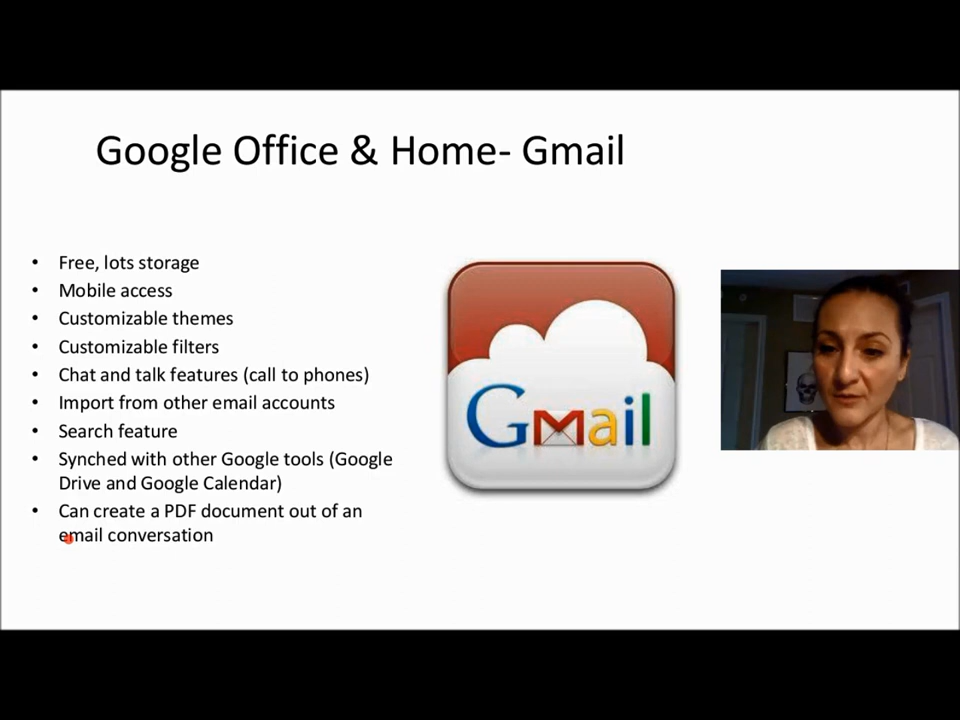 Google Office & Home- Gmail
• Free, lots storage
• Mobile access
• Customizable themes
• Customizable filters
• Chat and talk features (call to phones)
• Import from other email accounts
• Search feature
• Synched with other Google tools (Google
Drive and Google Calendar)
• Can create a PDF document out of an
email conversation
Gmail